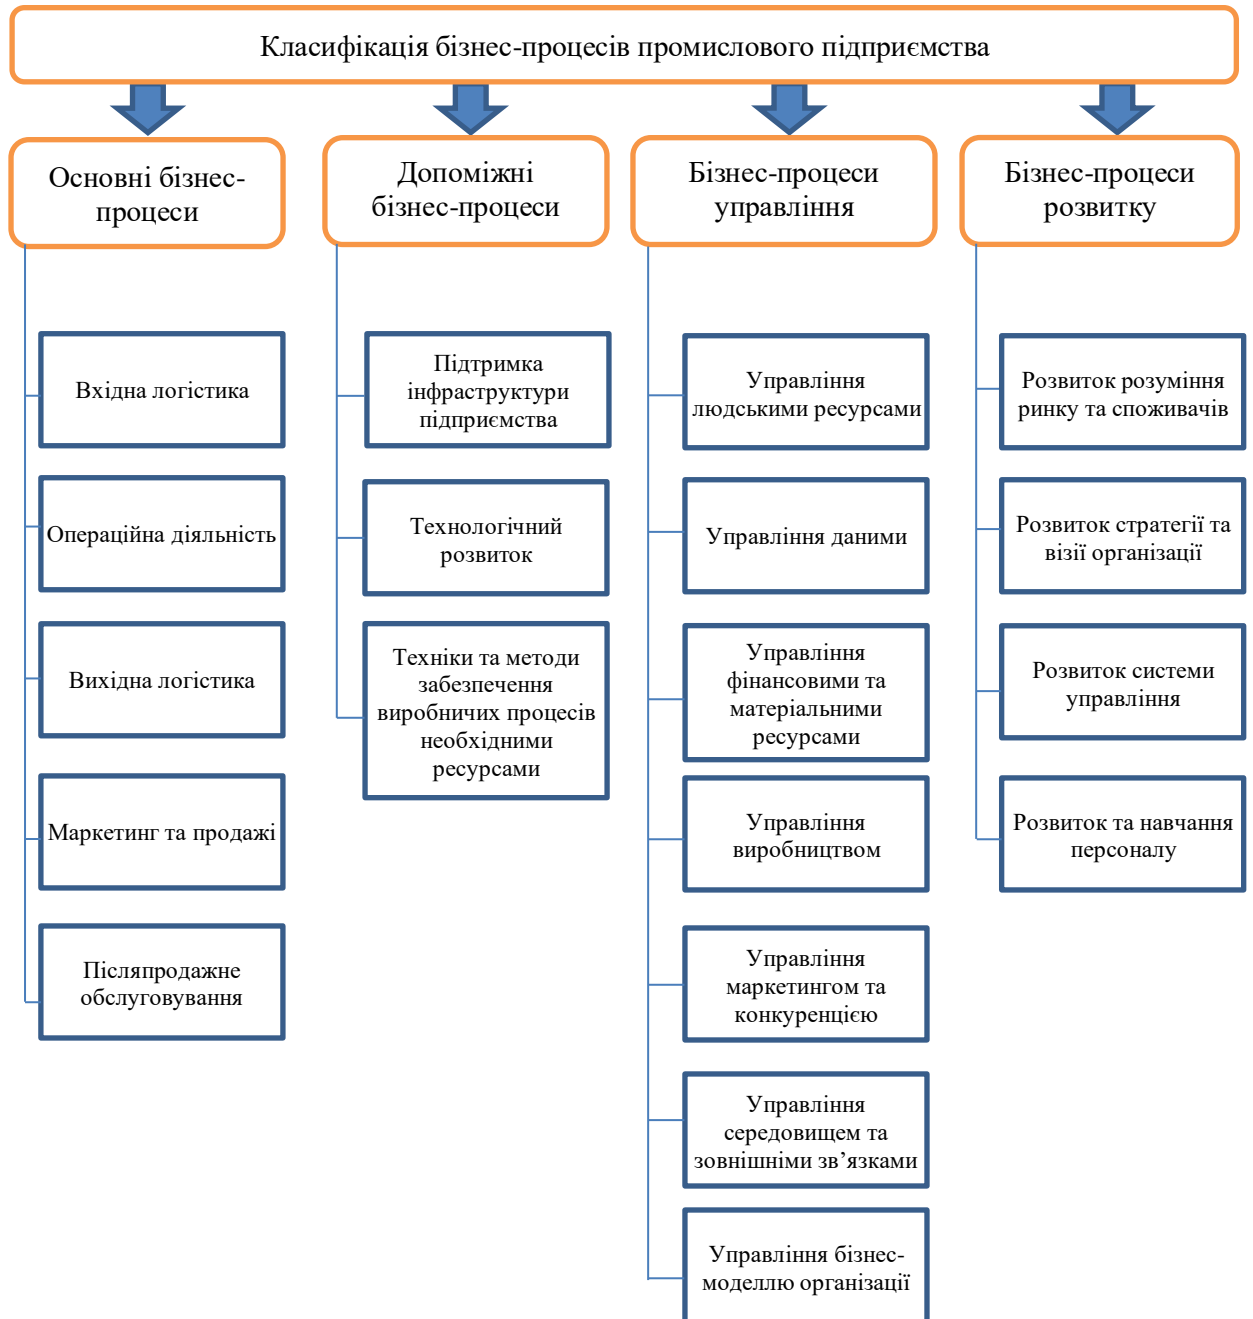 Класифікація бізнес-процесів промислового підприємства
Основні бізнес-
процеси
Вхідна логістика
Операційна діяльність
Вихідна логістика
Маркетинг та продажі
Післяпродажне
обслуговування
Допоміжні
бізнес-процеси
Підтримка
інфраструктури
підприємства
Технологічний
розвиток
Техніки та методи
забезпечення
виробничих процесів
необхідними
ресурсами
Бізнес-процеси
управління
Управління
людськими ресурсами
Управління даними
Управління
фінансовими та
матеріальними
ресурсами
Управління
виробництвом
Управління
маркетингом та
конкуренцією
Управління
середовищем та
зовнішніми зв’язками
Управління бізнес-
моделлю організації
Бізнес-процеси
розвитку
Розвиток розуміння
ринку та споживачів
Розвиток стратегії та
візії організації
Розвиток системи
управління
Розвиток та навчання
персоналу